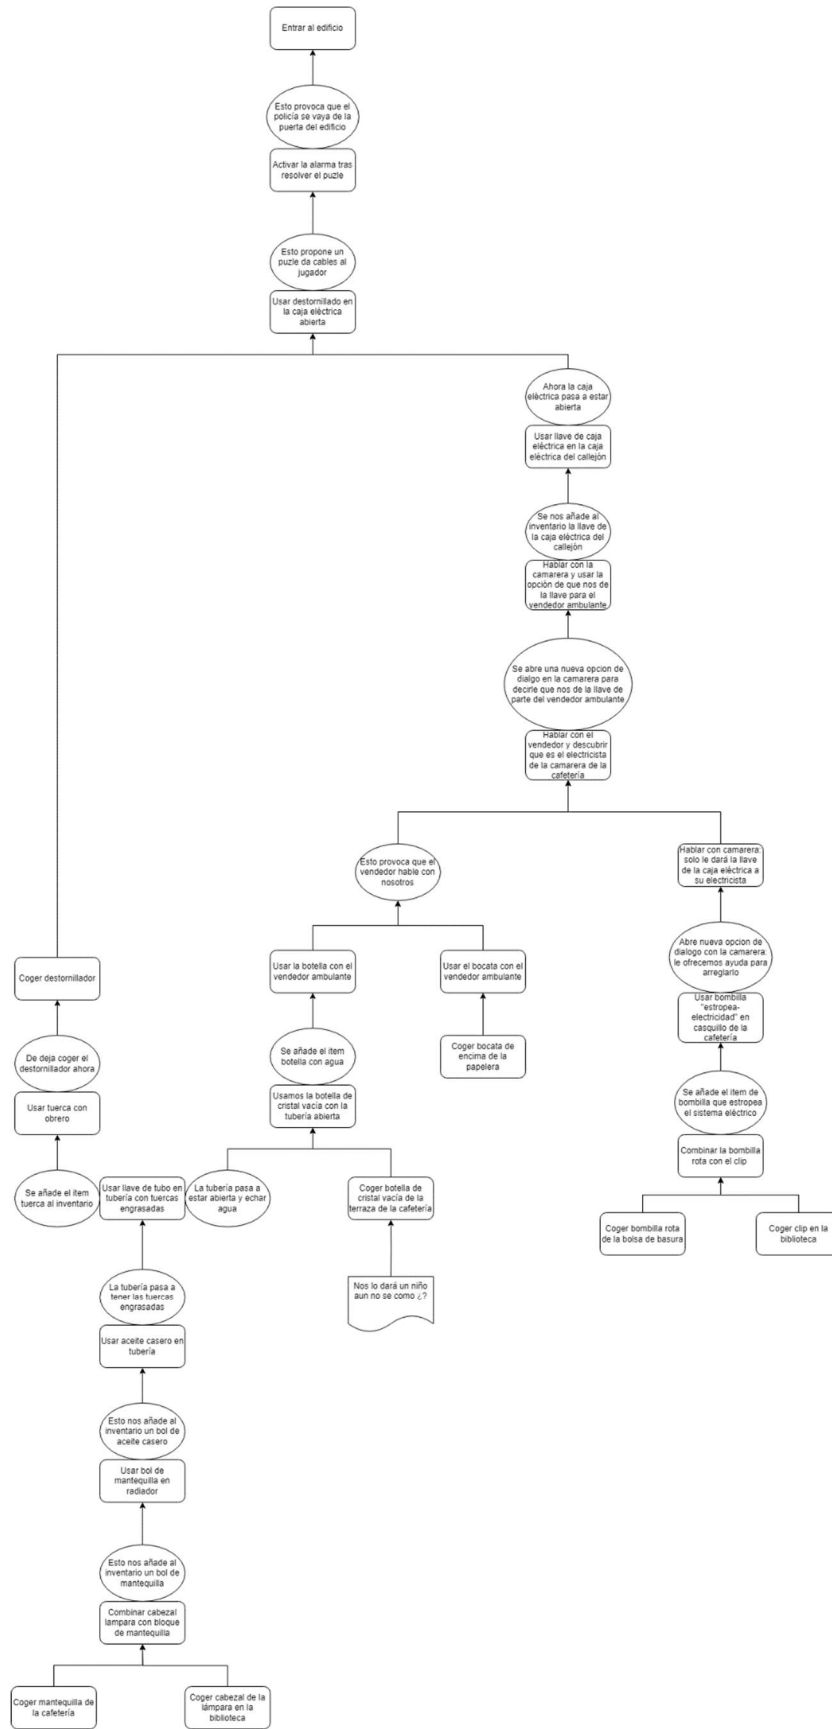 Entrar al edificio
Esto provoca que el
policía se vaya de la
puerta del edificio
Activar la alarma tras
resolver el puzle
Esto propone un
puzle da cables al
jugador
Usar destornillado en
la caja eléctrica
abierta
Ahora la caja
eléctrica pasa a estar
abierta
Usar llave de caja
eléctrica en la caja
eléctrica del callejón
Se nos añade al
inventario la llave de
la caja eléctrica del
callejón
Hablar con la
camarera y usar la
opción de que nos de
la llave para el
vendedor ambulante
Se abre una nueva opcion de
dialgo en la camarera para
decirle que nos de la llave de
parte del vendedor ambulante
Hablar con el
vendedor y descubrir
que es el electricista
de la camarera de la
cafetería
Esto provoca que el
vendedor hable con
nosotros
Hablar con camarera:
solo le dará la llave
de la caja eléctrica a
su electricista
Abre nueva opcion de
dialogo con la camarera:
le ofrecemos ayuda para
arreglarlo
Coger destornillador
Usar la botella con el
vendedor ambulante
Usar el bocata con el
vendedor ambulante
Usar bombilla
"estropea-
electricidad" en
casquillo de la
cafetería
De deja coger el
destornillador ahora
Se añade el item
botella con agua
Coger bocata de
encima de la
papelera
Usar tuerca con
obrero
Usamos la botella de
cristal vacía con la
tubería abierta
Se añade el item de
bombilla que estropea
el sistema eléctrico
Combinar la bombilla
rota con el clip
Se añade el item
tuerca al inventario
Usar llave de tubo en
tubería con tuercas
engrasadas
La tubería pasa a
estar abierta y echar
agua
Coger botella de
cristal vacía de la
terraza de la cafetería
Coger bombilla rota
de la bolsa de basura
Coger clip en la
biblioteca
La tubería pasa a
tener las tuercas
engrasadas
Nos lo dará un niño
aun no se como ¿?
Usar aceite casero en
tubería
Esto nos añade al
inventario un bol de
aceite casero
Usar bol de
mantequilla en
radiador
Esto nos añade al
inventario un bol de
mantequilla
Combinar cabezal
lampara con bloque
de mantequilla
Coger mantequilla de
la cafetería
Coger cabezal de la
lámpara en la
biblioteca